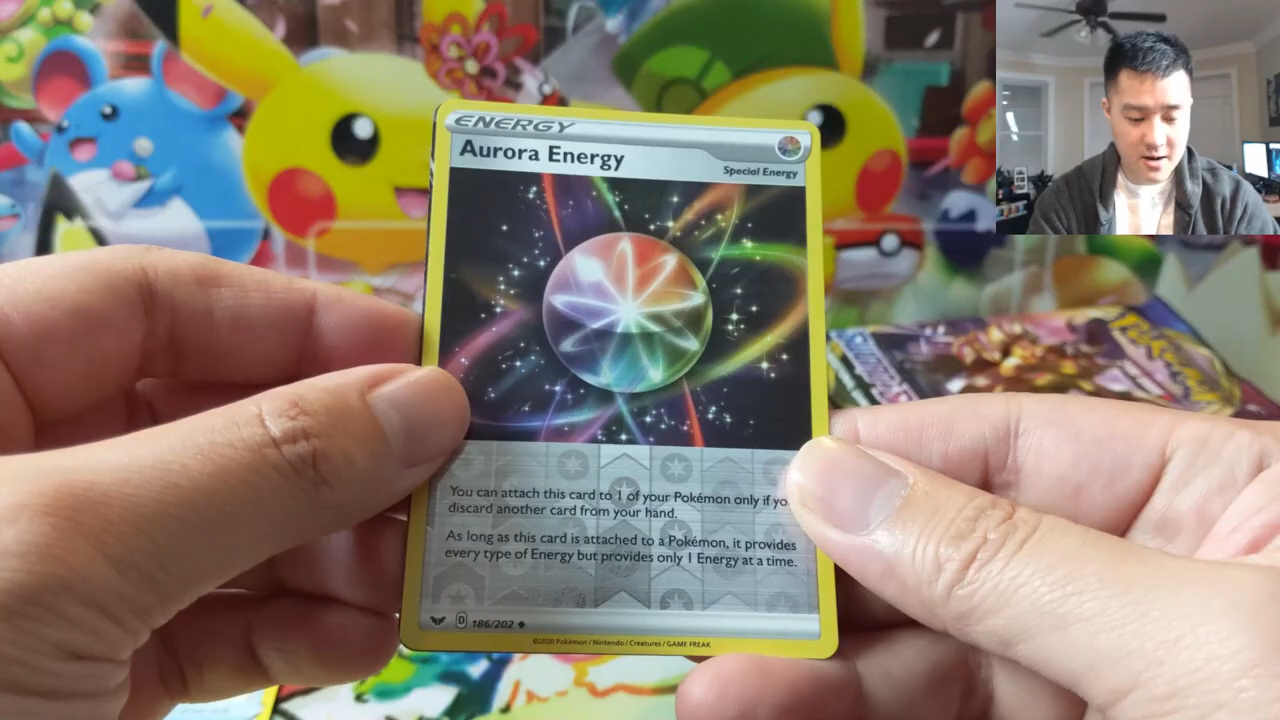 ENERGY
Aurora Energy
Special Energy
You can attach this card to 1 of your Pokémon only if yo
discard another card from your hand.
As long as this card is attached to a Pokémon, it provides
every type of Energy but provides only 1 Energy at a time.
D 186/202
©2020 Pokémon / Nintendo / Creatures / GAME FREAK
POKéMON